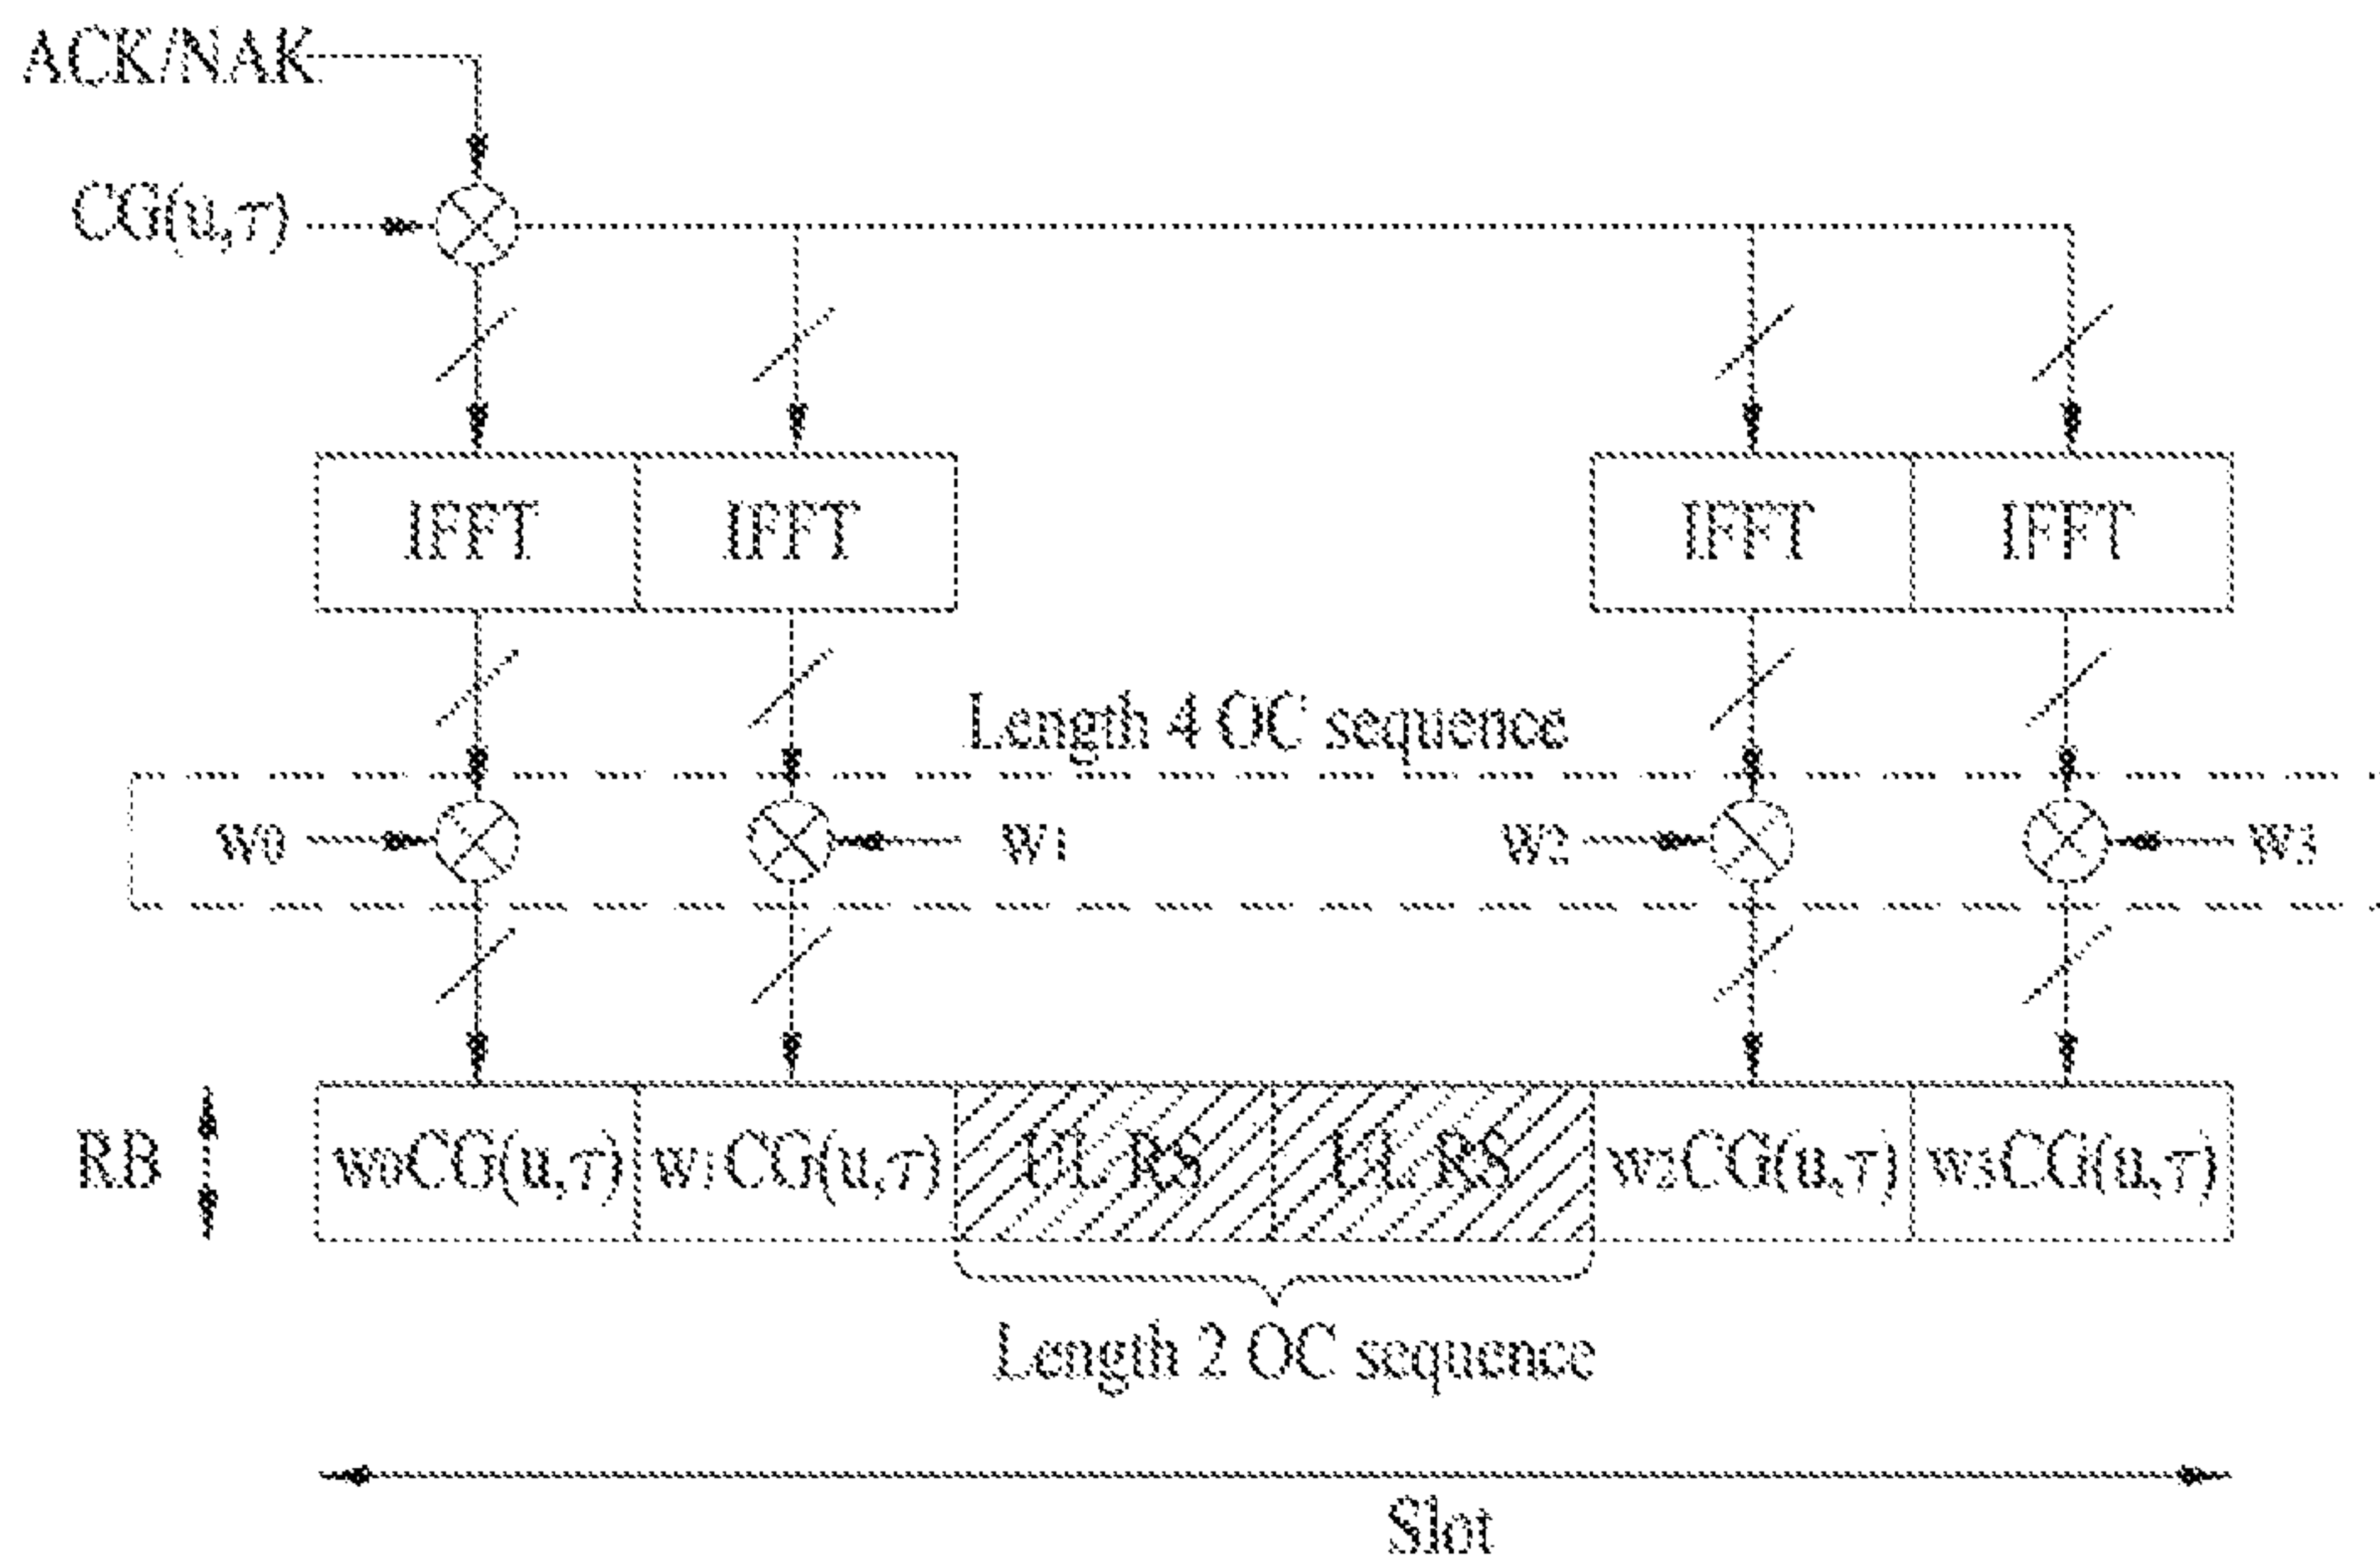 ACK/NAK
CG(u,τ)
IFFT IFFT IFFT IFFT
Length 4 OC sequence
W0 W1 W2 W3
RB w0CG(u,τ) w1CG(u,τ) UL RS UL RS w2CG(u,τ) w3CG(u,τ)
Length 2 OC sequence
Slot